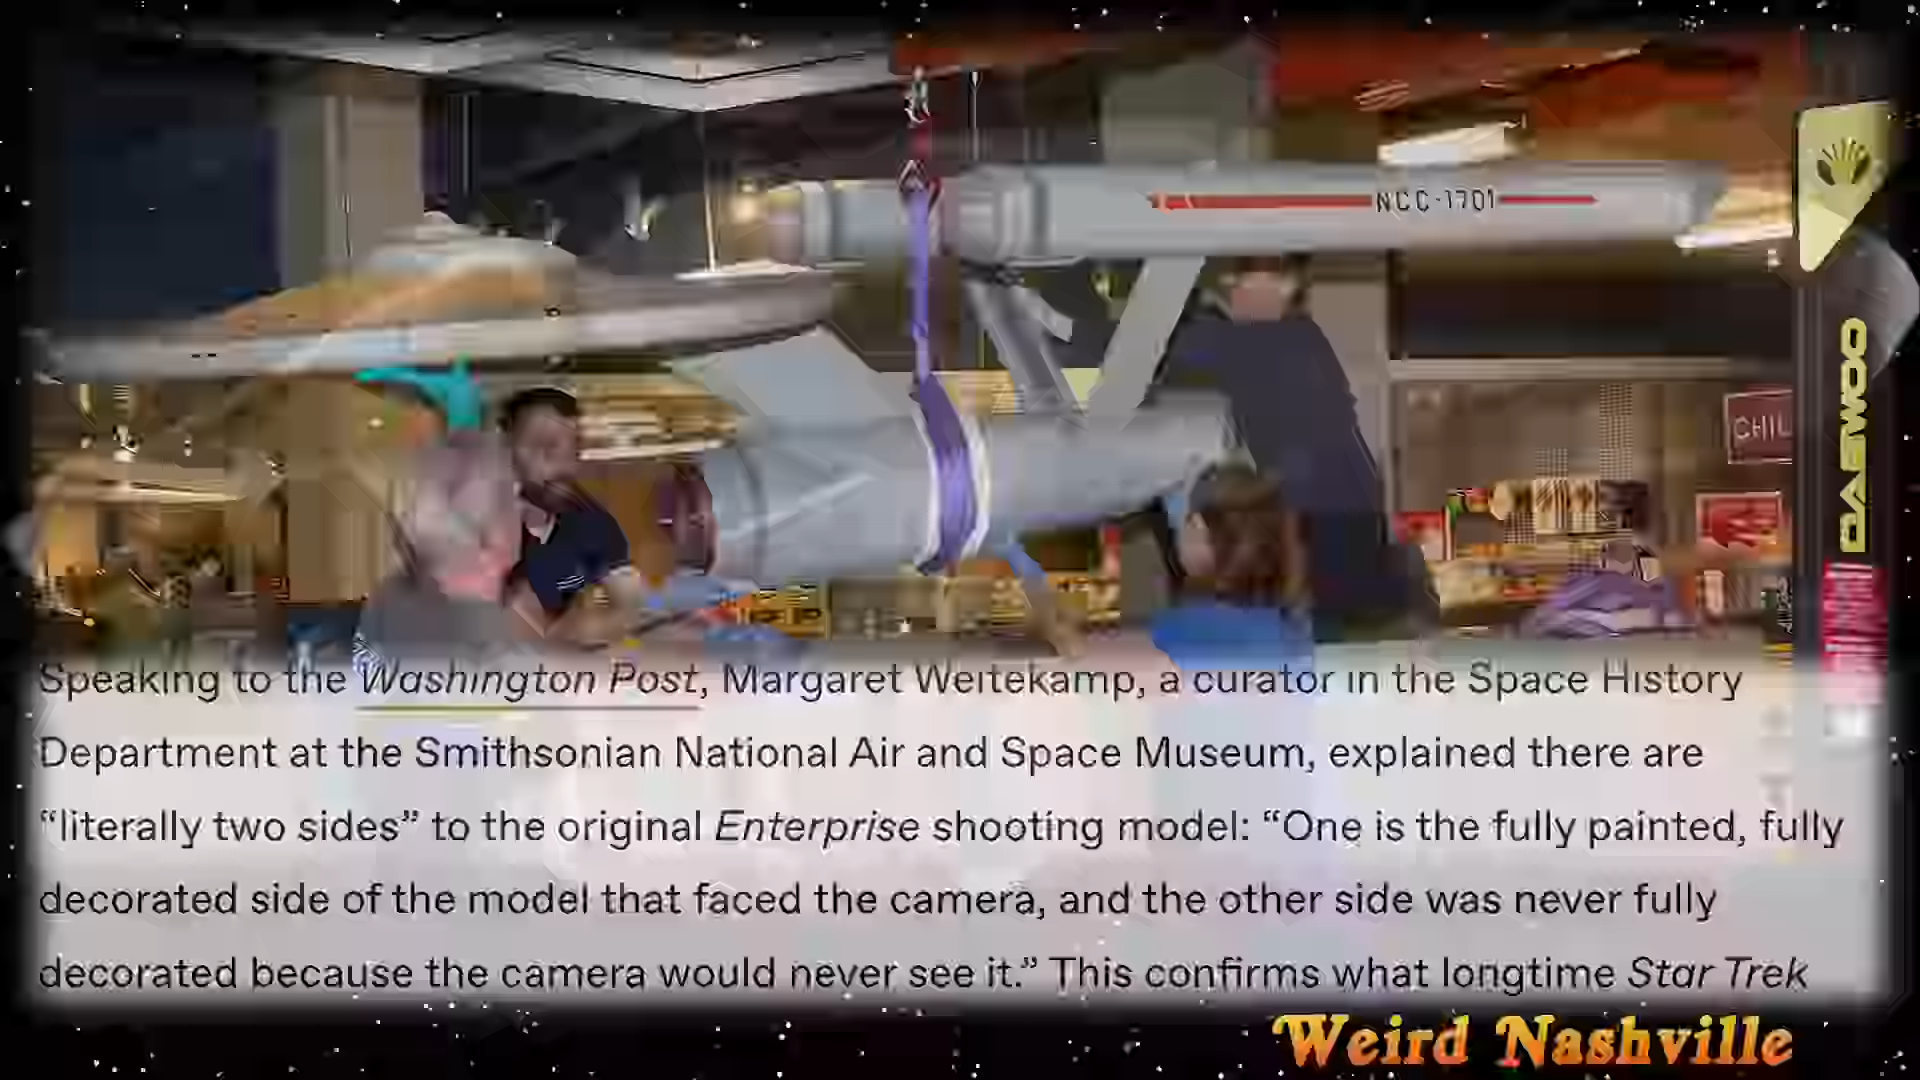 NCC-1701
DAEWOO
CHIL
Speaking to the Washington Post, Margaret Weitekamp, a curator in the Space History
Department at the Smithsonian National Air and Space Museum, explained there are
“literally two sides” to the original Enterprise shooting model: “One is the fully painted, fully
decorated side of the model that faced the camera, and the other side was never fully
decorated because the camera would never see it.” This confirms what longtime Star Trek
Weird Nashville